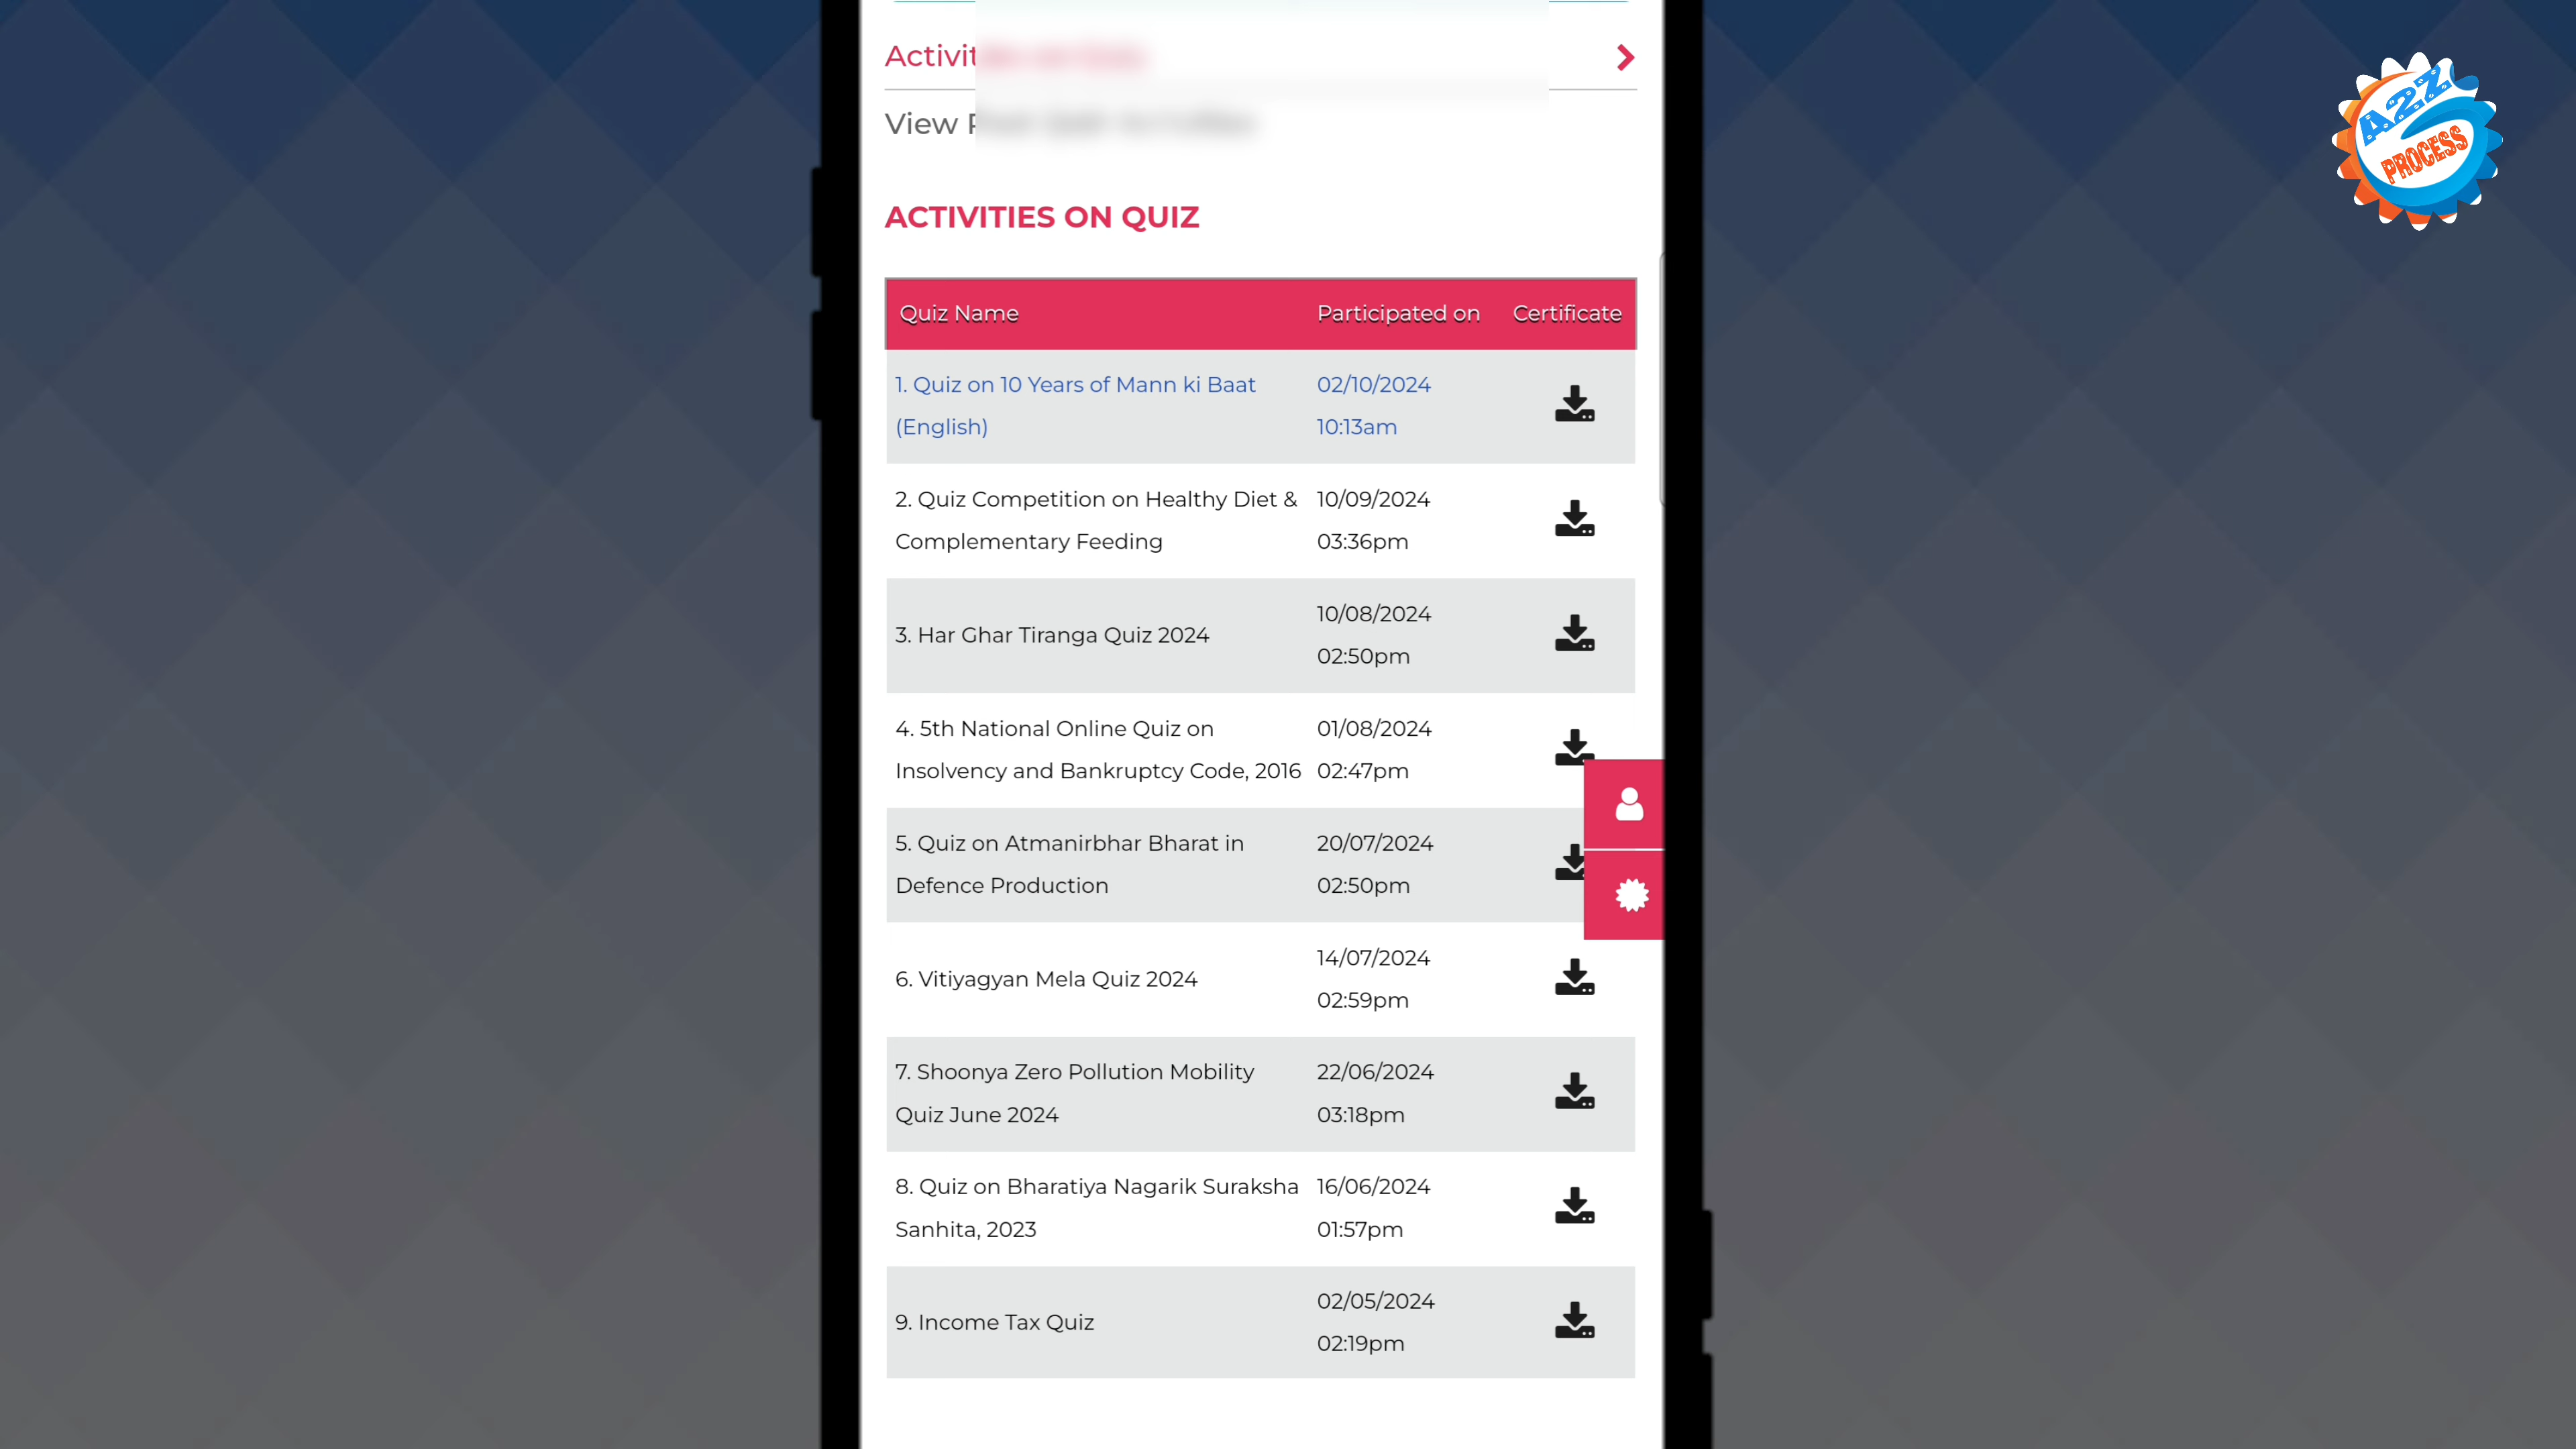 Activit
View
ACTIVITIES ON QUIZ
Quiz Name Participated on Certificate
1. Quiz on 10 Years of Mann ki Baat 02/10/2024
(English) 10:13am
2. Quiz Competition on Healthy Diet & 10/09/2024
Complementary Feeding 03:36pm
10/08/2024
3. Har Ghar Tiranga Quiz 2024
02:50pm
4. 5th National Online Quiz on 01/08/2024
Insolvency and Bankruptcy Code, 2016 02:47pm
5. Quiz on Atmanirbhar Bharat in 20/07/2024
Defence Production 02:50pm
14/07/2024
6. Vitiyagyan Mela Quiz 2024
02:59pm
7. Shoonya Zero Pollution Mobility 22/06/2024
Quiz June 2024 03:18pm
8. Quiz on Bharatiya Nagarik Suraksha 16/06/2024
Sanhita, 2023 01:57pm
02/05/2024
9. Income Tax Quiz
02:19pm
A2Z
PROCESS